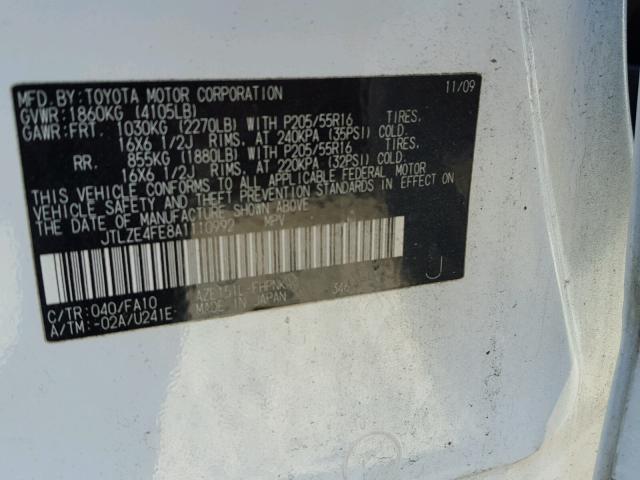 MFD. BY: TOYOTA MOTOR CORPORATION 11/09
GVWR: 1860KG (4105LB)
GAWR: FRT. 1030KG (2270LB) WITH P205/55R16 TIRES,
16X6 1/2J RIMS, AT 240KPA (35PSI) COLD.
RR. 855KG (1880LB) WITH P205/55R16 TIRES,
16X6 1/2J RIMS, AT 220KPA (32PSI) COLD.
THIS VEHICLE CONFORMS TO ALL APPLICABLE FEDERAL MOTOR
VEHICLE SAFETY AND THEFT PREVENTION STANDARDS IN EFFECT ON
THE DATE OF MANUFACTURE SHOWN ABOVE.
JTLZE4FE8A1110992 MPV
J
346
C/TR: 040/FA10
MADE IN JAPAN
A/TM: -02A/U241E